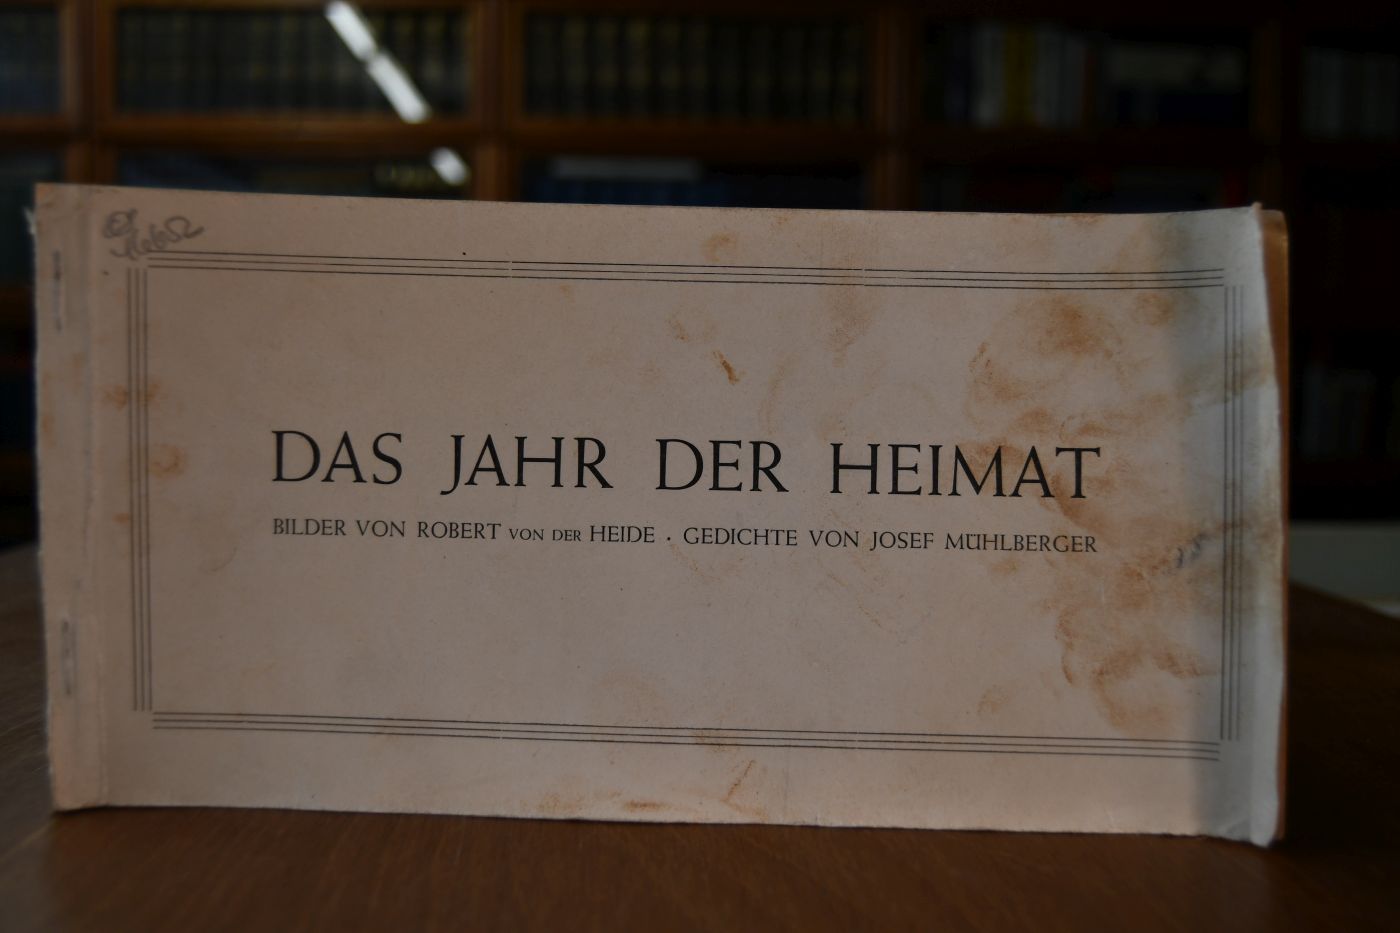 DAS JAHR DER HEIMAT
BILDER VON ROBERT VON DER HEIDE · GEDICHTE VON JOSEF MÜHLBERGER